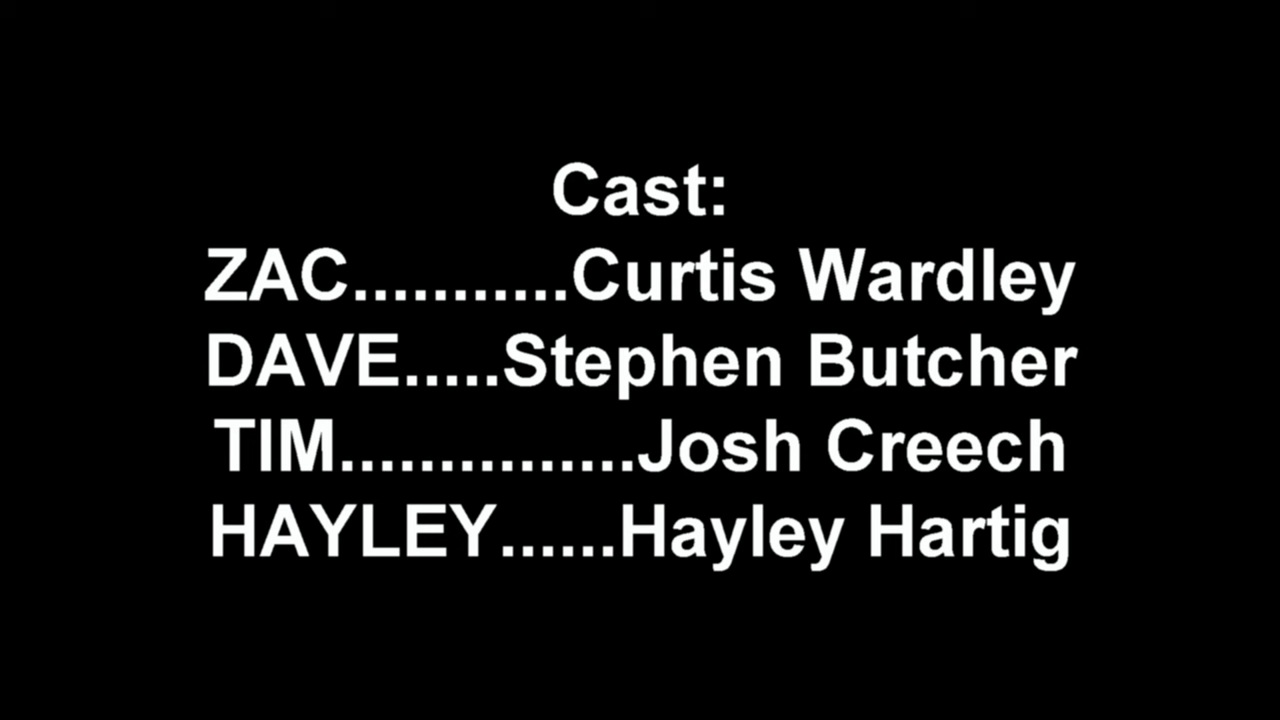 Cast:
ZAC...........Curtis Wardley
DAVE.....Stephen Butcher
TIM...............Josh Creech
HAYLEY......Hayley Hartig